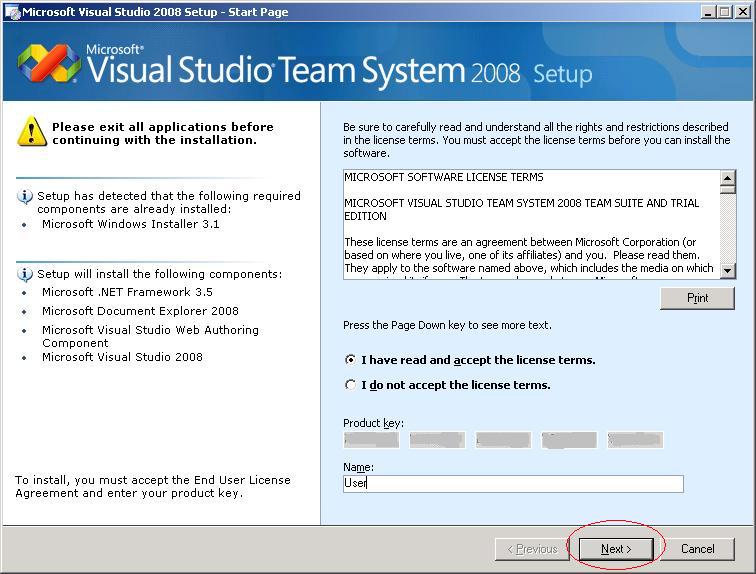 Microsoft Visual Studio 2008 Setup - Start Page
Microsoft®
Visual Studio® Team System 2008 Setup
Please exit all applications before
continuing with the installation.
Setup has detected that the following required
components are already installed:
• Microsoft Windows Installer 3.1
Setup will install the following components:
• Microsoft .NET Framework 3.5
• Microsoft Document Explorer 2008
• Microsoft Visual Studio Web Authoring
Component
• Microsoft Visual Studio 2008
To install, you must accept the End User License
Agreement and enter your product key.
Be sure to carefully read and understand all the rights and restrictions described
in the license terms. You must accept the license terms before you can install the
software.
MICROSOFT SOFTWARE LICENSE TERMS
MICROSOFT VISUAL STUDIO TEAM SYSTEM 2008 TEAM SUITE AND TRIAL
EDITION
These license terms are an agreement between Microsoft Corporation (or
based on where you live, one of its affiliates) and you. Please read them.
They apply to the software named above, which includes the media on which
Print
Press the Page Down key to see more text.
I have read and accept the license terms.
I do not accept the license terms.
Product key:
Name:
User
< Previous
Next >
Cancel